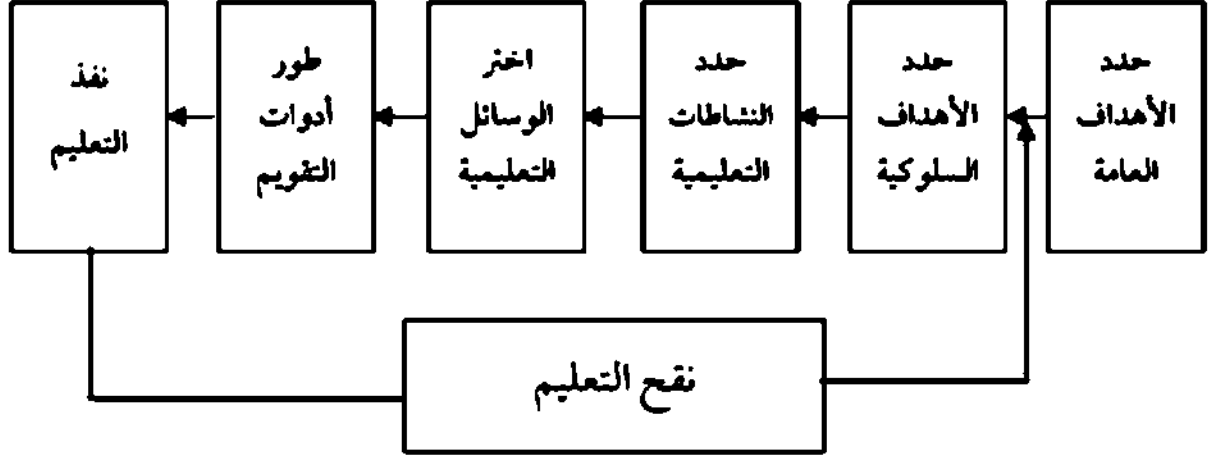 حدد
الأهداف
العامة
حدد
الأهداف
السلوكية
حدد
النشاطات
التعليمية
اختر
الوسائل
التعليمية
طور
أدوات
التقويم
نفذ
التعليم
نقح التعليم